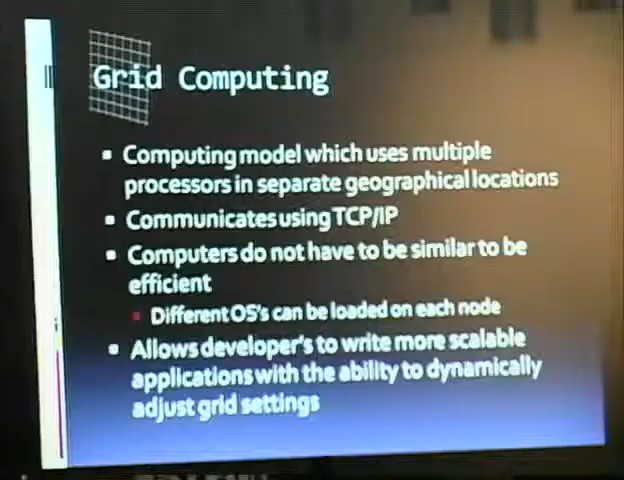 Grid Computing
Computing model which uses multiple
processors in separate geographical locations
Communicates using TCP/IP
Computers do not have to be similar to be
efficient
Different OS's can be loaded on each node
Allows developer's to write more scalable
applications with the ability to dynamically
adjust grid settings